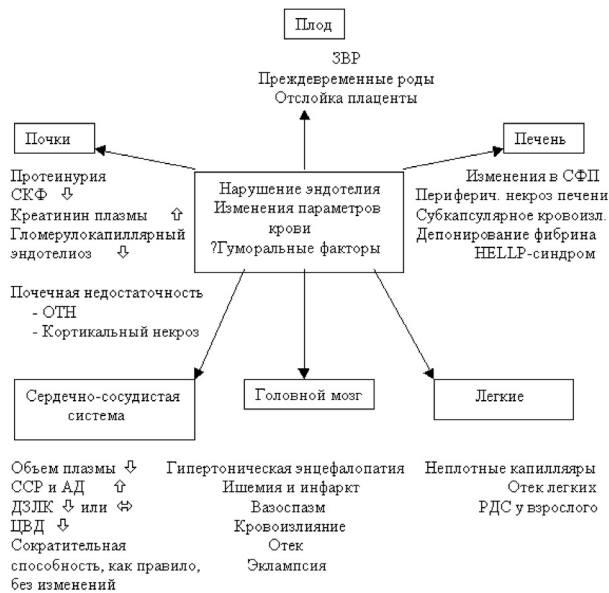 Плод
ЗВР
Преждевременные роды
Отслойка плаценты
Почки
Протеинурия
СКФ ⇩
Креатинин плазмы ⇧
Гломерулокапиллярный
эндотелиоз ⇩
Почечная недостаточность
- ОТН
- Кортикальный некроз
Нарушение эндотелия
Изменения параметров
крови
?Гуморальные факторы
Печень
Изменения в СФП
Периферич. некроз печени
Субкапсулярное кровоизл.
Депонирование фибрина
HELLP-синдром
Сердечно-сосудистая
система
Объем плазмы ⇩
ССР и АД ⇧
ДЗЛК ⇩ или ⇔
ЦВД ⇩
Сократительная
способность, как правило,
без изменений
Головной мозг
Гипертоническая энцефалопатия
Ишемия и инфаркт
Вазоспазм
Кровоизлияние
Отек
Эклампсия
Легкие
Неплотные капилляяры
Отек легких
РДС у взрослого